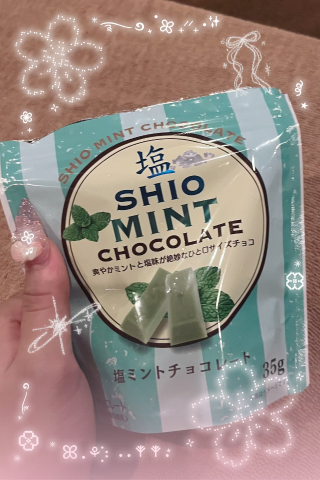 SHIO MINT CHOCOLATE
塩
SHIO
MINT
CHOCOLATE
爽やかミントと塩味が絶妙なひと口サイズチョコ
塩ミントチョコレート
35g